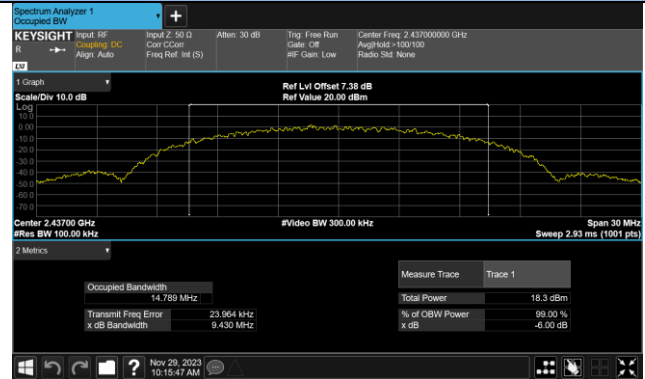 Spectrum Analyzer 1
Occupied BW
KEYSIGHT Input: RF Input Z: 50 Ω Atten: 30 dB Trig: Free Run Center Freq: 2.437000000 GHz
R Coupling: DC Corr CCorr Gate: Off Avg|Hold:>100/100
Align: Auto Freq Ref: Int (S) #IF Gain: Low Radio Std: None
LXI
1 Graph
Ref Lvl Offset 7.38 dB
Scale/Div 10.0 dB Ref Value 20.00 dBm
Log
10.0
0.00
-10.0
-20.0
-30.0
-40.0
-50.0
-60.0
-70.0
Center 2.43700 GHz #Video BW 300.00 kHz Span 30 MHz
#Res BW 100.00 kHz Sweep 2.93 ms (1001 pts)
2 Metrics
Measure Trace Trace 1
Occupied Bandwidth
14.789 MHz Total Power 18.3 dBm
Transmit Freq Error 23.964 kHz % of OBW Power 99.00 %
x dB Bandwidth 9.430 MHz x dB -6.00 dB
? Nov 29, 2023
10:15:47 AM